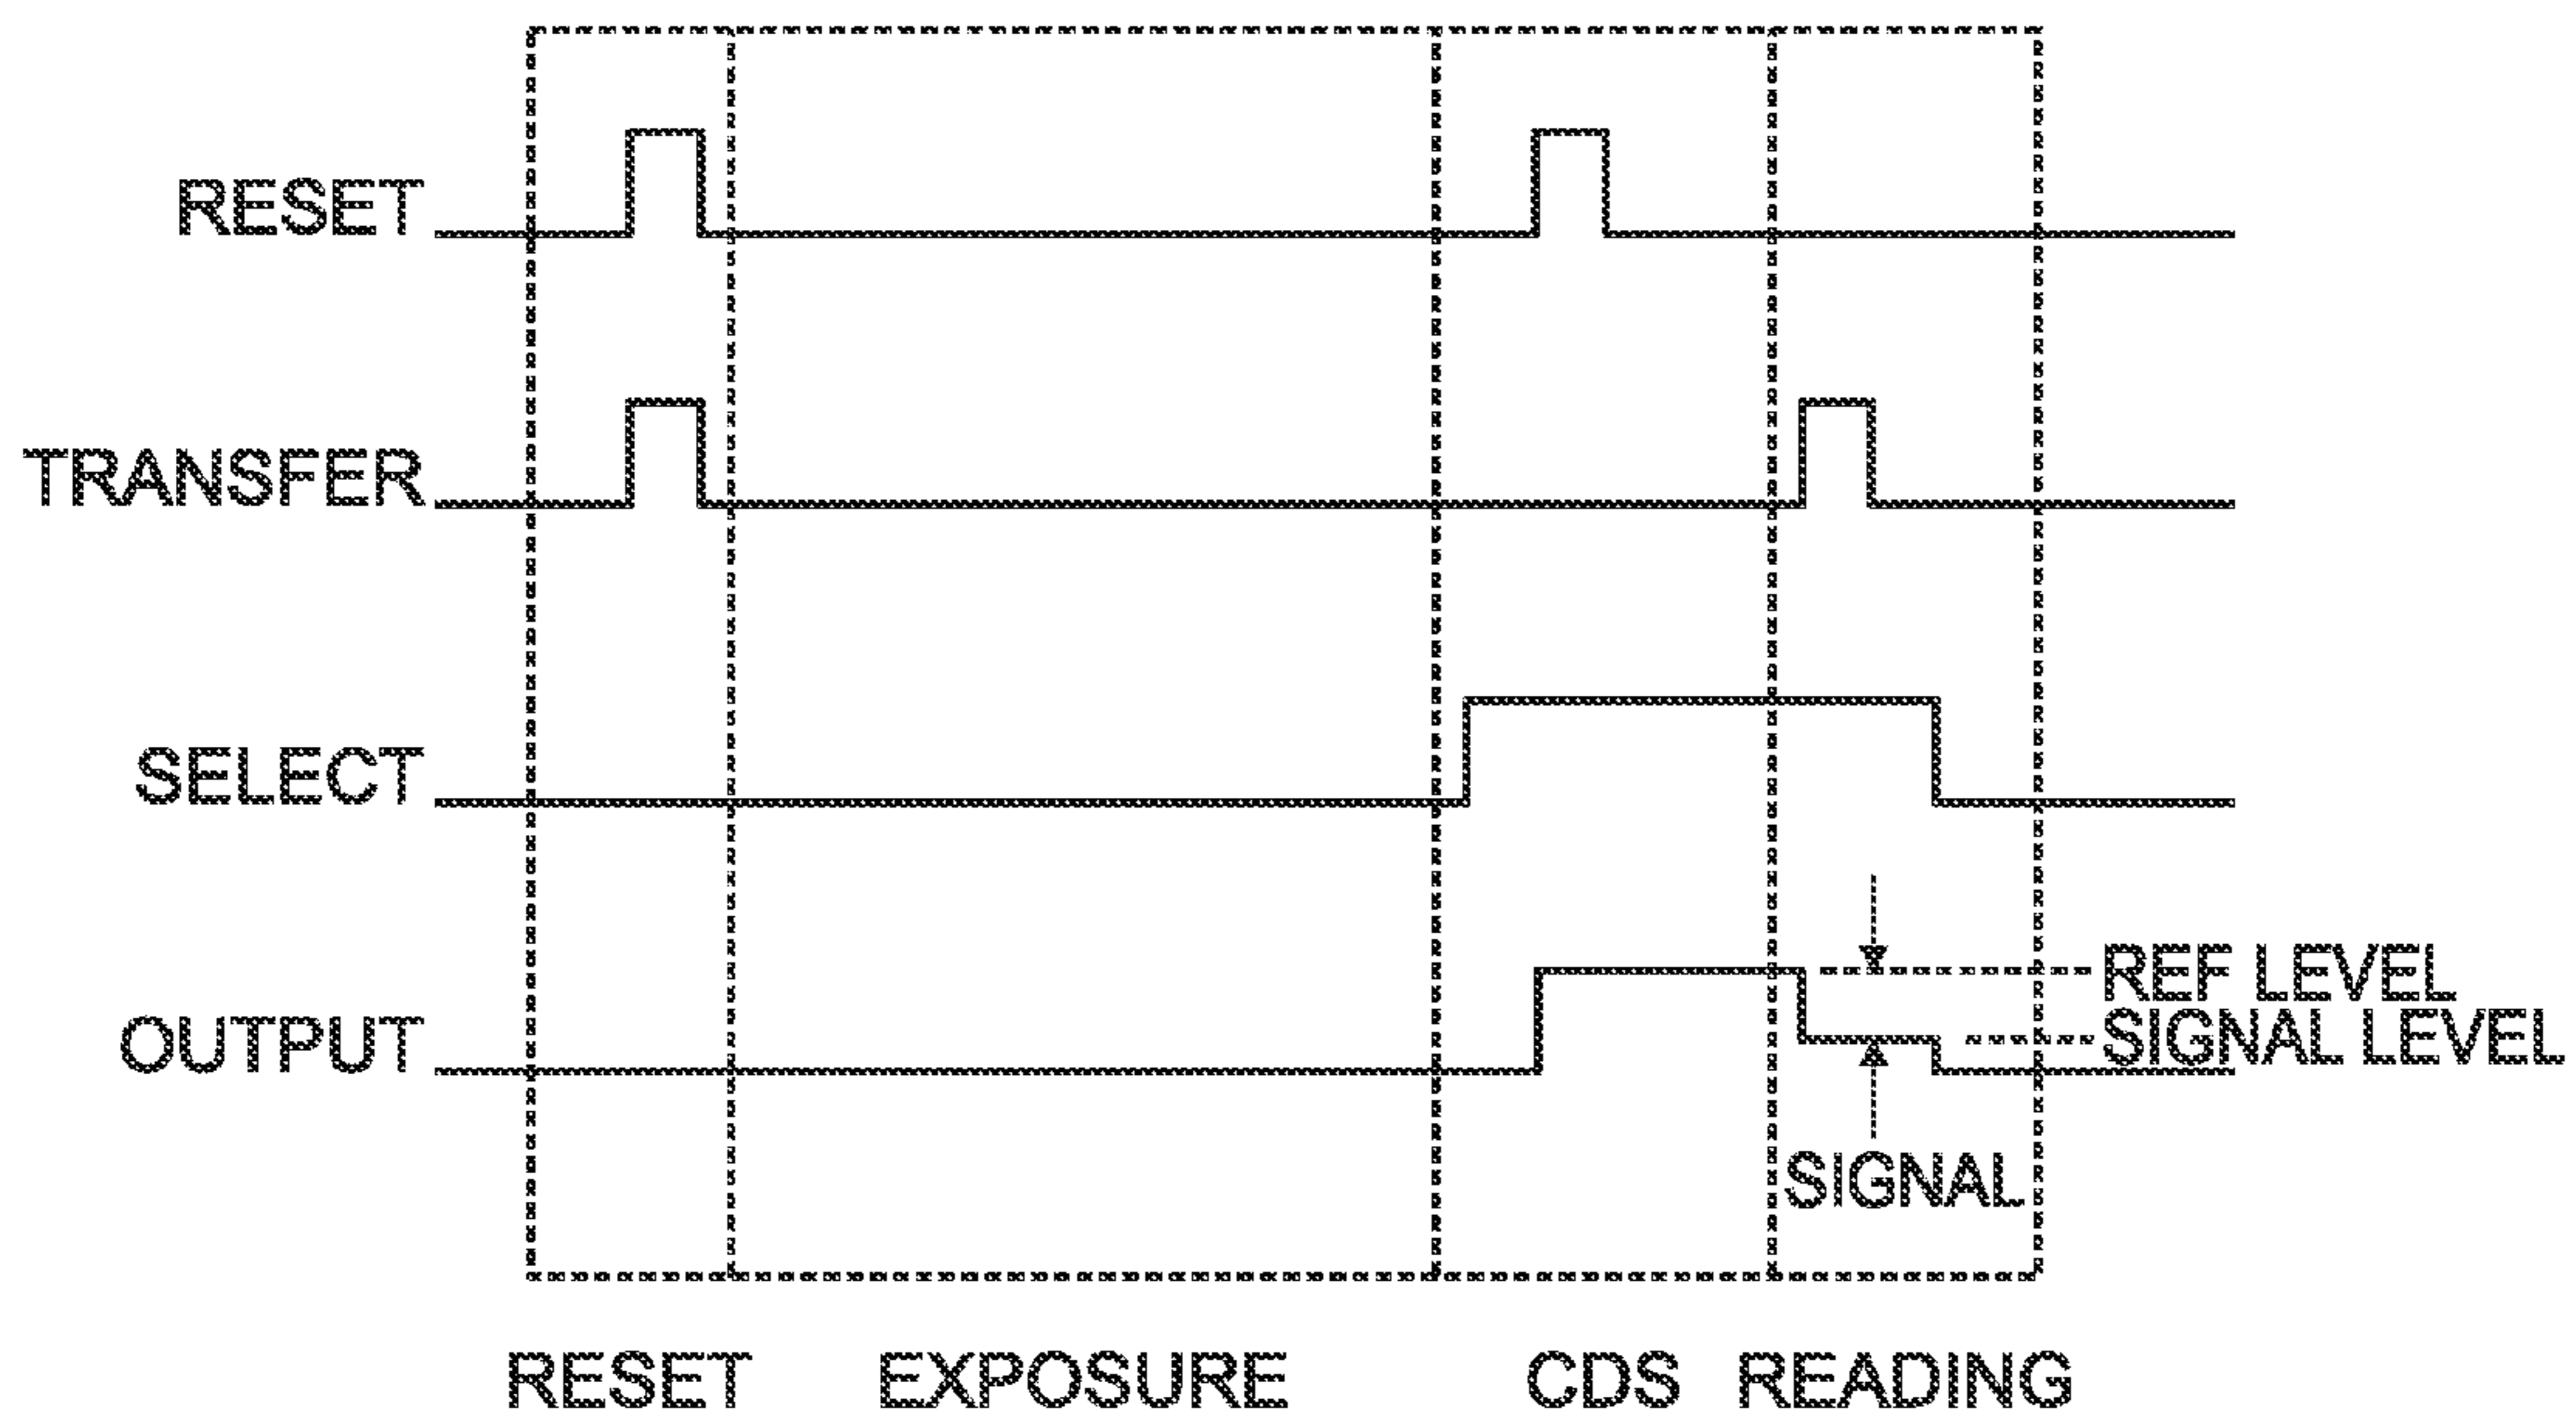 RESET
TRANSFER
SELECT
REF LEVEL
OUTPUT
SIGNAL LEVEL
SIGNAL
RESET EXPOSURE CDS READING